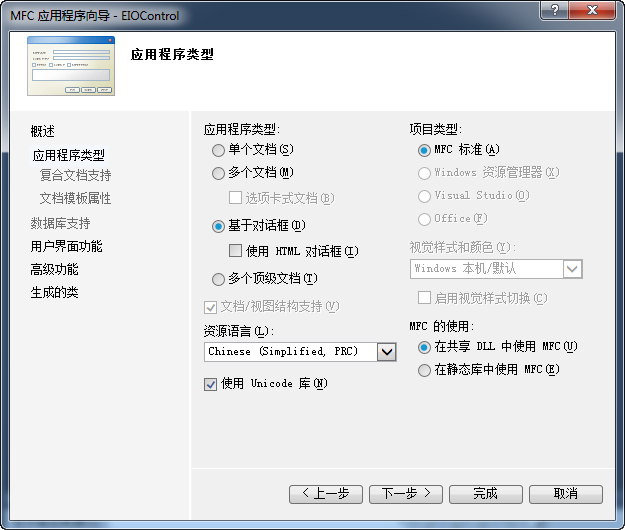 MFC 应用程序向导 - EIOControl
应用程序类型
概述
应用程序类型
复合文档支持
文档模板属性
数据库支持
用户界面功能
高级功能
生成的类
应用程序类型:
单个文档(S)
多个文档(M)
选项卡式文档(B)
基于对话框(D)
使用 HTML 对话框(I)
多个顶级文档(T)
文档/视图结构支持(V)
资源语言(L):
Chinese (Simplified, PRC)
使用 Unicode 库(N)
项目类型:
MFC 标准(A)
Windows 资源管理器(X)
Visual Studio(O)
Office(F)
视觉样式和颜色(Y):
Windows 本机/默认
启用视觉样式切换(C)
MFC 的使用:
在共享 DLL 中使用 MFC(U)
在静态库中使用 MFC(E)
< 上一步
下一步 >
完成
取消